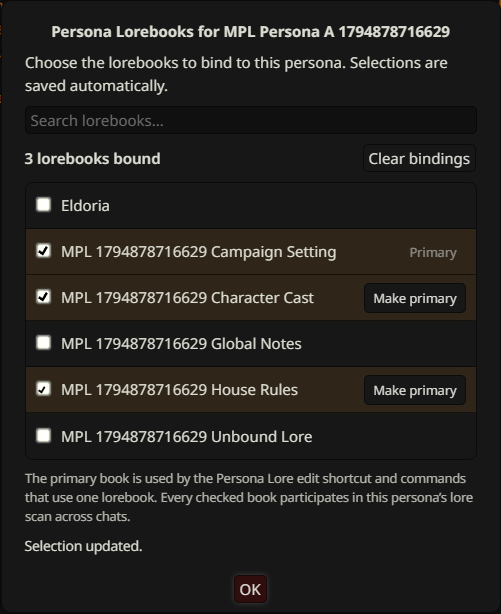 Persona Lorebooks for MPL Persona A 1794878716629
Choose the lorebooks to bind to this persona. Selections are
saved automatically.
Search lorebooks...
3 lorebooks bound
Clear bindings
Eldoria
MPL 1794878716629 Campaign Setting
Primary
MPL 1794878716629 Character Cast
Make primary
MPL 1794878716629 Global Notes
MPL 1794878716629 House Rules
Make primary
MPL 1794878716629 Unbound Lore
The primary book is used by the Persona Lore edit shortcut and commands
that use one lorebook. Every checked book participates in this persona's lore
scan across chats.
Selection updated.
OK